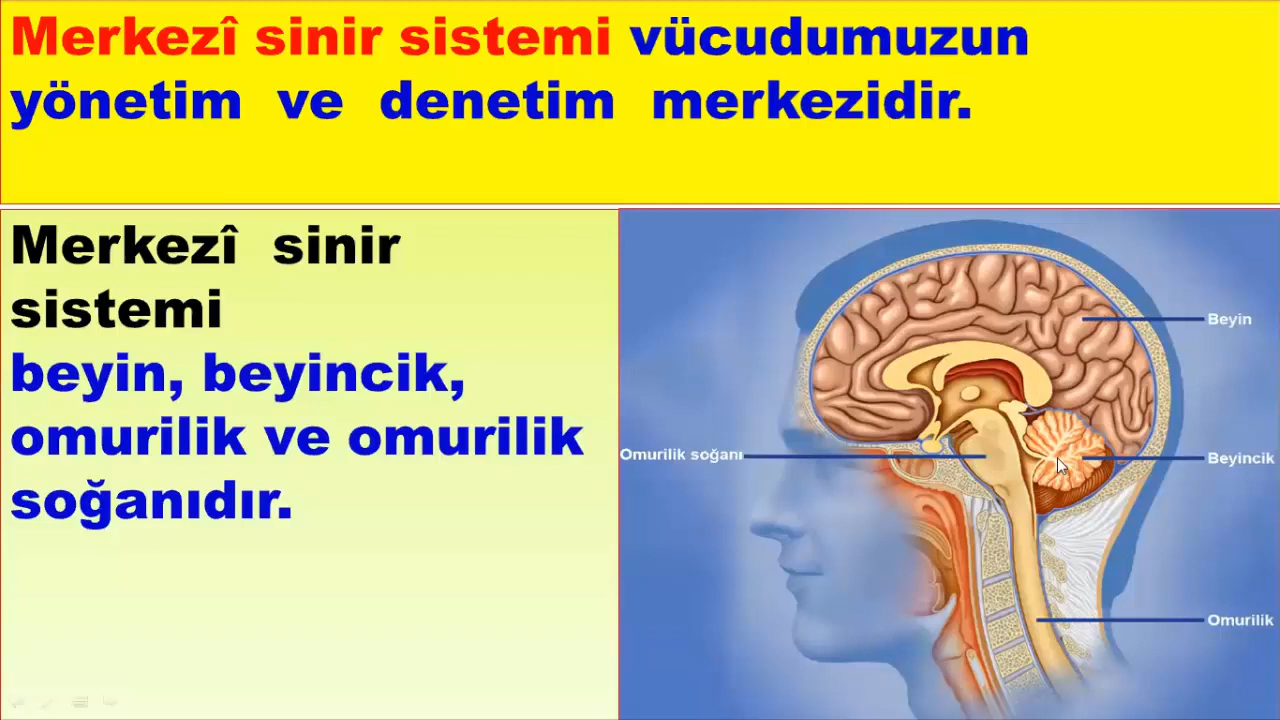 Merkezî sinir sistemi vücudumuzun
yönetim ve denetim merkezidir.
Merkezî sinir
sistemi
beyin, beyincik,
omurilik ve omurilik
soğanıdır.
Beyin
Omurilik soğanı
Beyincik
Omurilik